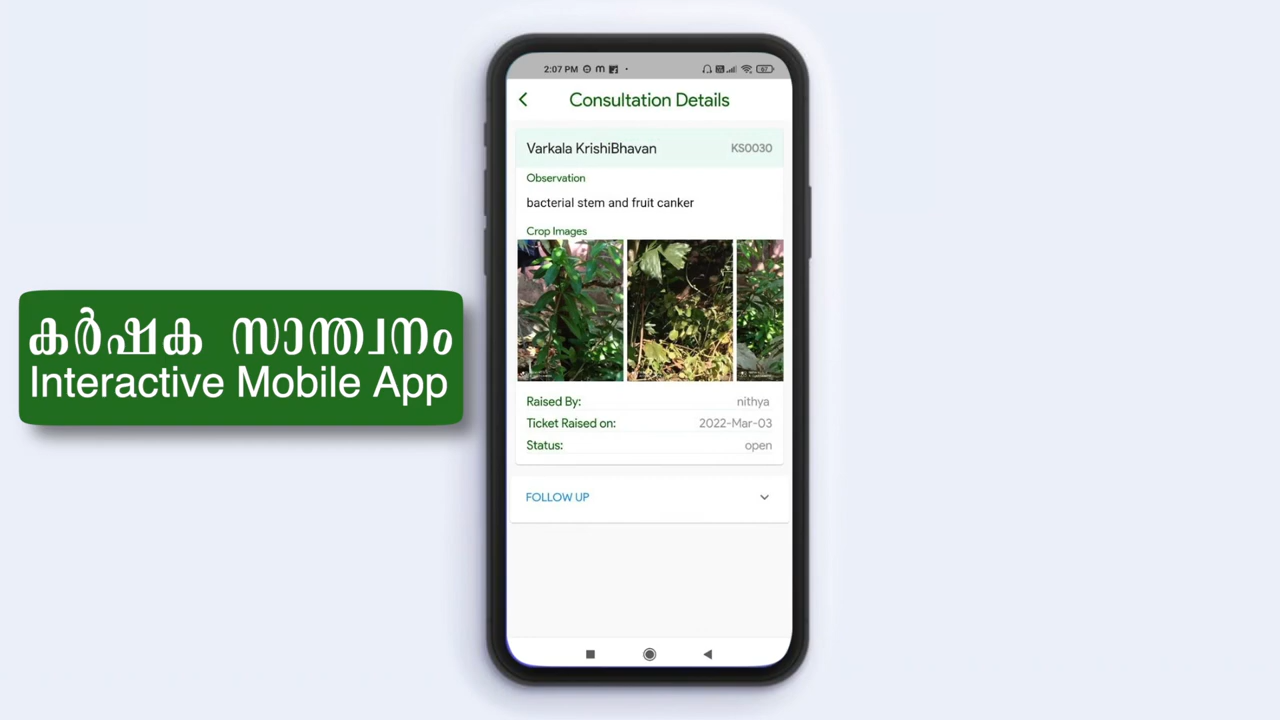 കർഷക സാന്ത്വനം
Interactive Mobile App
2:07 PM
67
Consultation Details
Varkala KrishiBhavan KS0030
Observation
bacterial stem and fruit canker
Crop Images
Raised By: nithya
Ticket Raised on: 2022-Mar-03
Status: open
FOLLOW UP